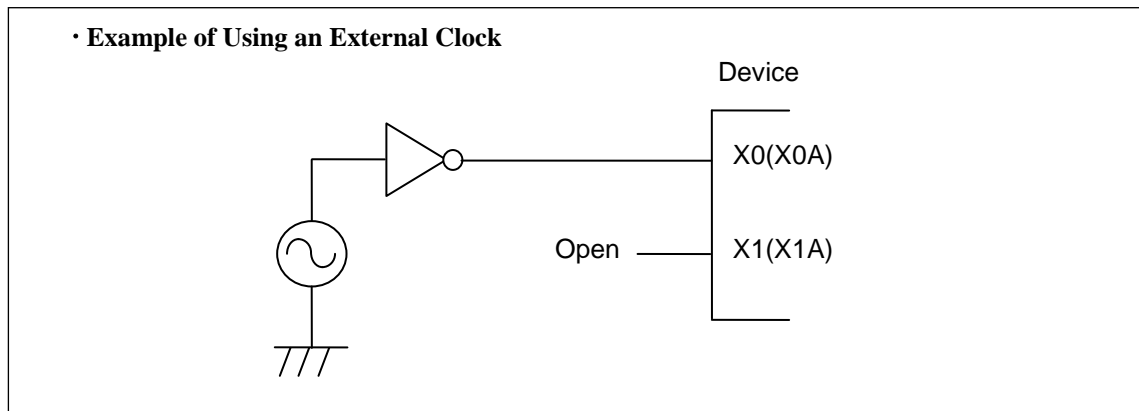 · Example of Using an External Clock
Device
X0(X0A)
Open X1(X1A)